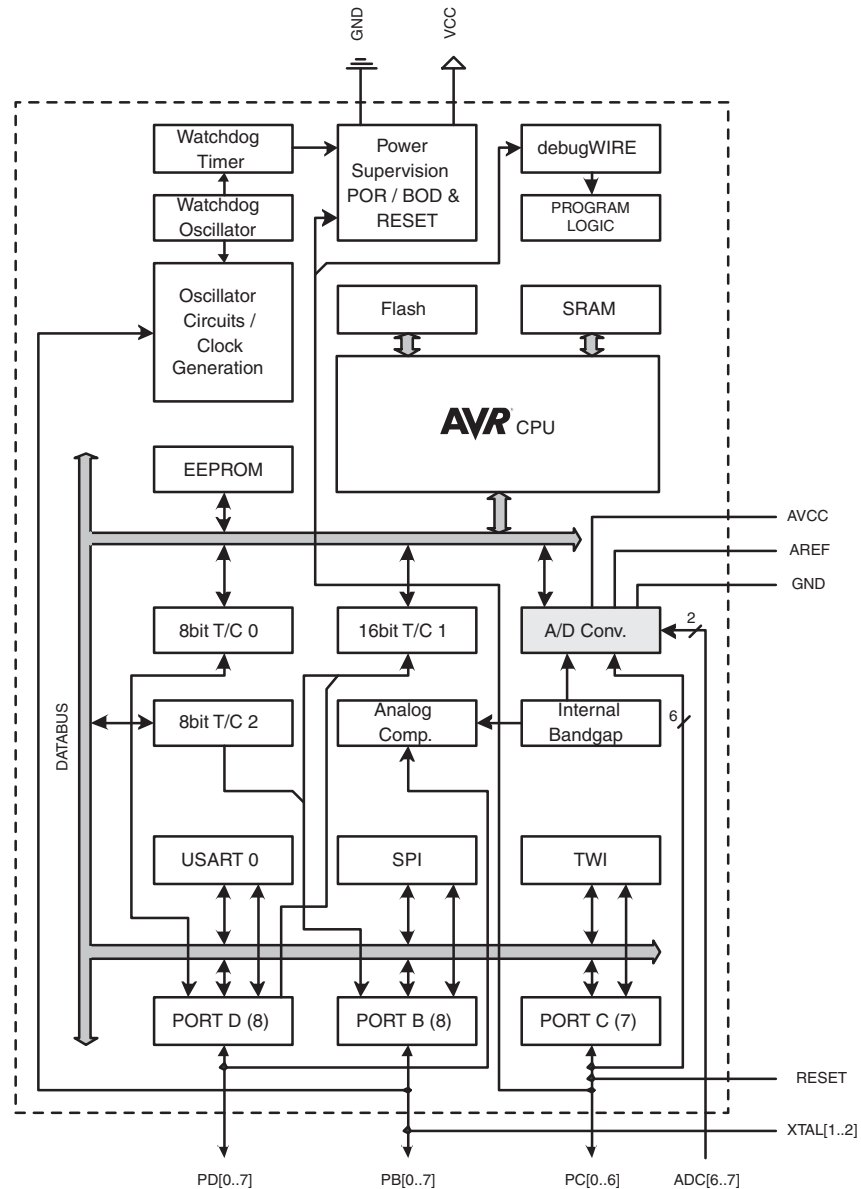 GND
VCC
Watchdog
Timer
Power
Supervision
POR / BOD &
RESET
debugWIRE
Watchdog
Oscillator
PROGRAM
LOGIC
Oscillator
Circuits /
Clock
Generation
Flash
SRAM
AVR CPU
EEPROM
AVCC
AREF
GND
8bit T/C 0
16bit T/C 1
A/D Conv.
2
DATABUS
8bit T/C 2
Analog
Comp.
Internal
Bandgap
6
USART 0
SPI
TWI
PORT D (8)
PORT B (8)
PORT C (7)
RESET
XTAL[1..2]
PD[0..7]
PB[0..7]
PC[0..6]
ADC[6..7]